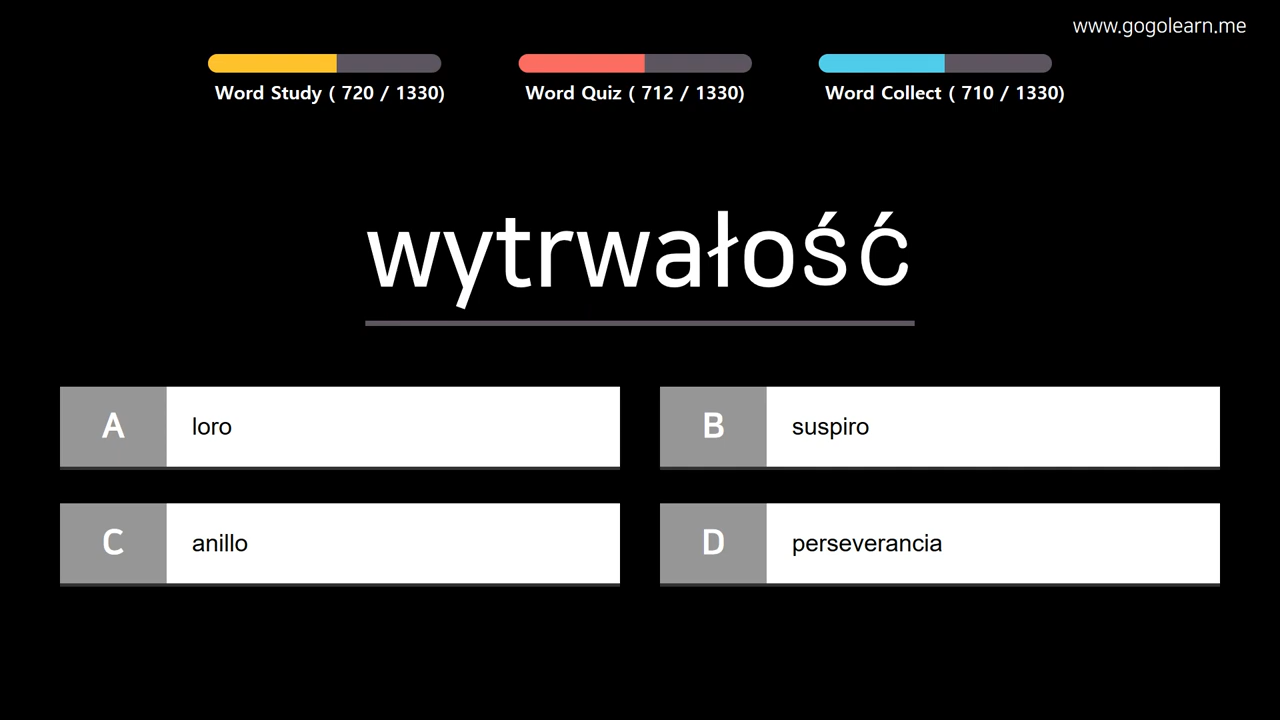 www.gogolearn.me
Word Study ( 720 / 1330)
Word Quiz ( 712 / 1330)
Word Collect ( 710 / 1330)
wytrwałość
A loro
B suspiro
C anillo
D perseverancia